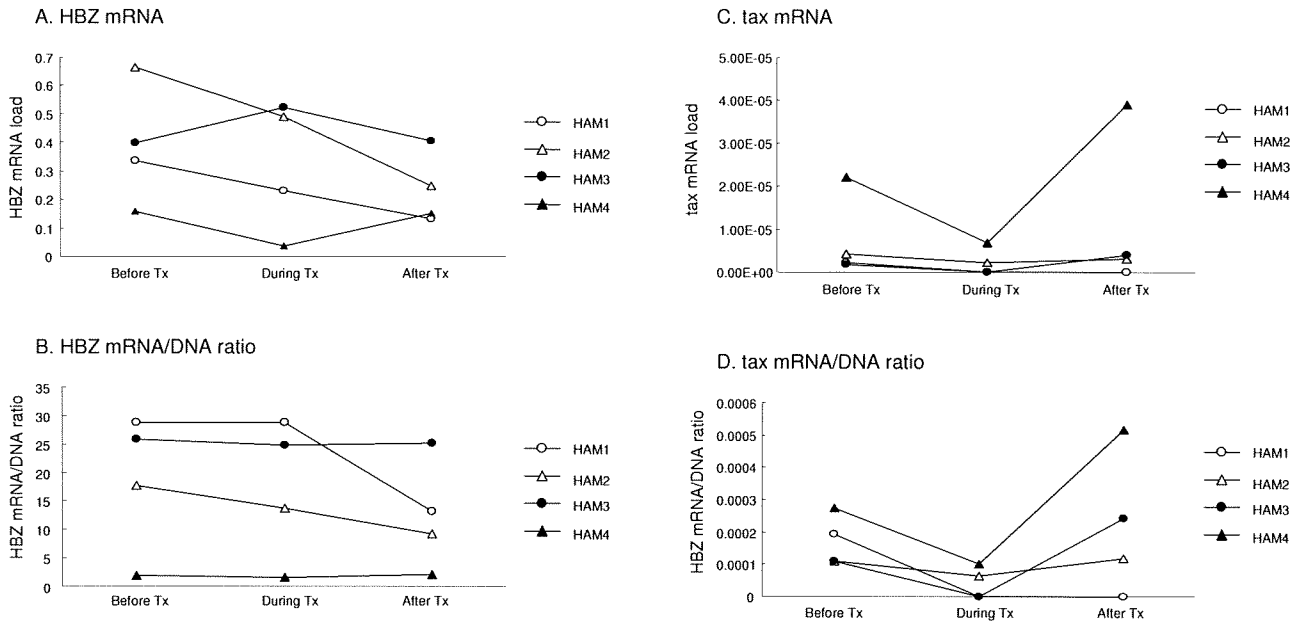 A. HBZ mRNA
HBZ mRNA load
0.7
0.6
0.5
0.4
0.3
0.2
0.1
0
Before Tx
During Tx
After Tx
HAM1
HAM2
HAM3
HAM4
B. HBZ mRNA/DNA ratio
HBZ mRNA/DNA ratio
35
30
25
20
15
10
5
0
Before Tx
During Tx
After Tx
HAM1
HAM2
HAM3
HAM4
C. tax mRNA
tax mRNA load
5.00E-05
4.00E-05
3.00E-05
2.00E-05
1.00E-05
0.00E+00
Before Tx
During Tx
After Tx
HAM1
HAM2
HAM3
HAM4
D. tax mRNA/DNA ratio
HBZ mRNA/DNA ratio
0.0006
0.0005
0.0004
0.0003
0.0002
0.0001
0
Before Tx
During Tx
After Tx
HAM1
HAM2
HAM3
HAM4